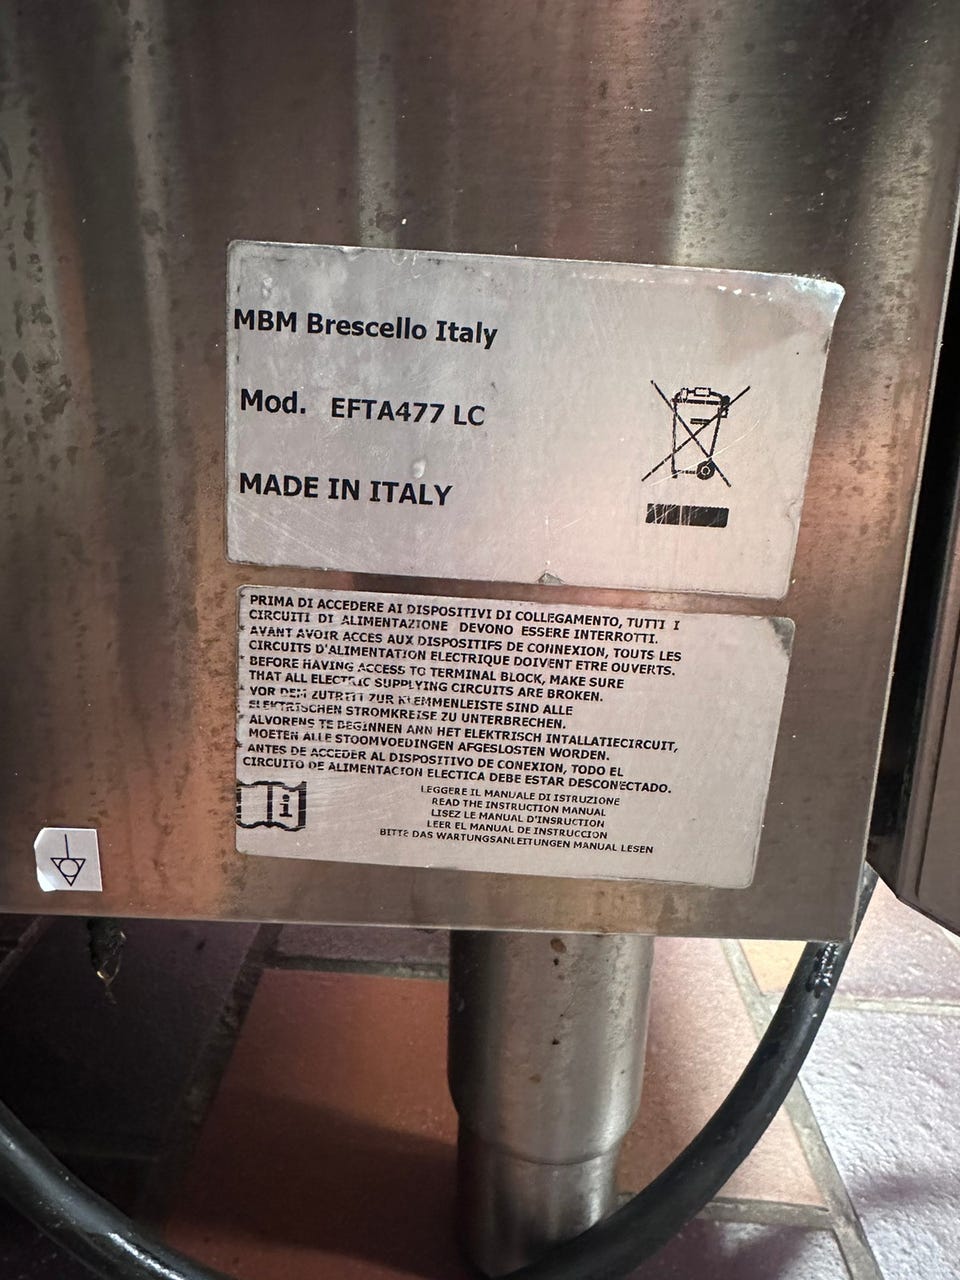 MBM Brescello Italy
Mod. EFTA477 LC
MADE IN ITALY
* PRIMA DI ACCEDERE AI DISPOSITIVI DI COLLEGAMENTO, TUTTI I
CIRCUITI DI ALIMENTAZIONE DEVONO ESSERE INTERROTTI.
* AVANT AVOIR ACCES AUX DISPOSITIFS DE CONNEXION, TOUTS LES
CIRCUITS D'ALIMENTATION ELECTRIQUE DOIVENT ETRE OUVERTS.
* BEFORE HAVING ACCESS TO TERMINAL BLOCK, MAKE SURE
THAT ALL ELECTRIC SUPPLYING CIRCUITS ARE BROKEN.
* VOR DEM ZUTRITT ZUR KLEMMENLEISTE SIND ALLE
ELEKTRISCHEN STROMKREISE ZU UNTERBRECHEN.
* ALVORENS TE BEGINNEN ANN HET ELEKTRISCH INTALLATIECIRCUIT,
MOETEN ALLE STOOMVOEDINGEN AFGESLOSTEN WORDEN.
* ANTES DE ACCEDER AL DISPOSITIVO DE CONEXION, TODO EL
CIRCUITO DE ALIMENTACION ELECTICA DEBE ESTAR DESCONECTADO.
LEGGERE IL MANUALE DI ISTRUZIONE
READ THE INSTRUCTION MANUAL
LISEZ LE MANUAL D'INSRUCTION
LEER EL MANUAL DE INSTRUCCION
BITTE DAS WARTUNGSANLEITUNGEN MANUAL LESEN